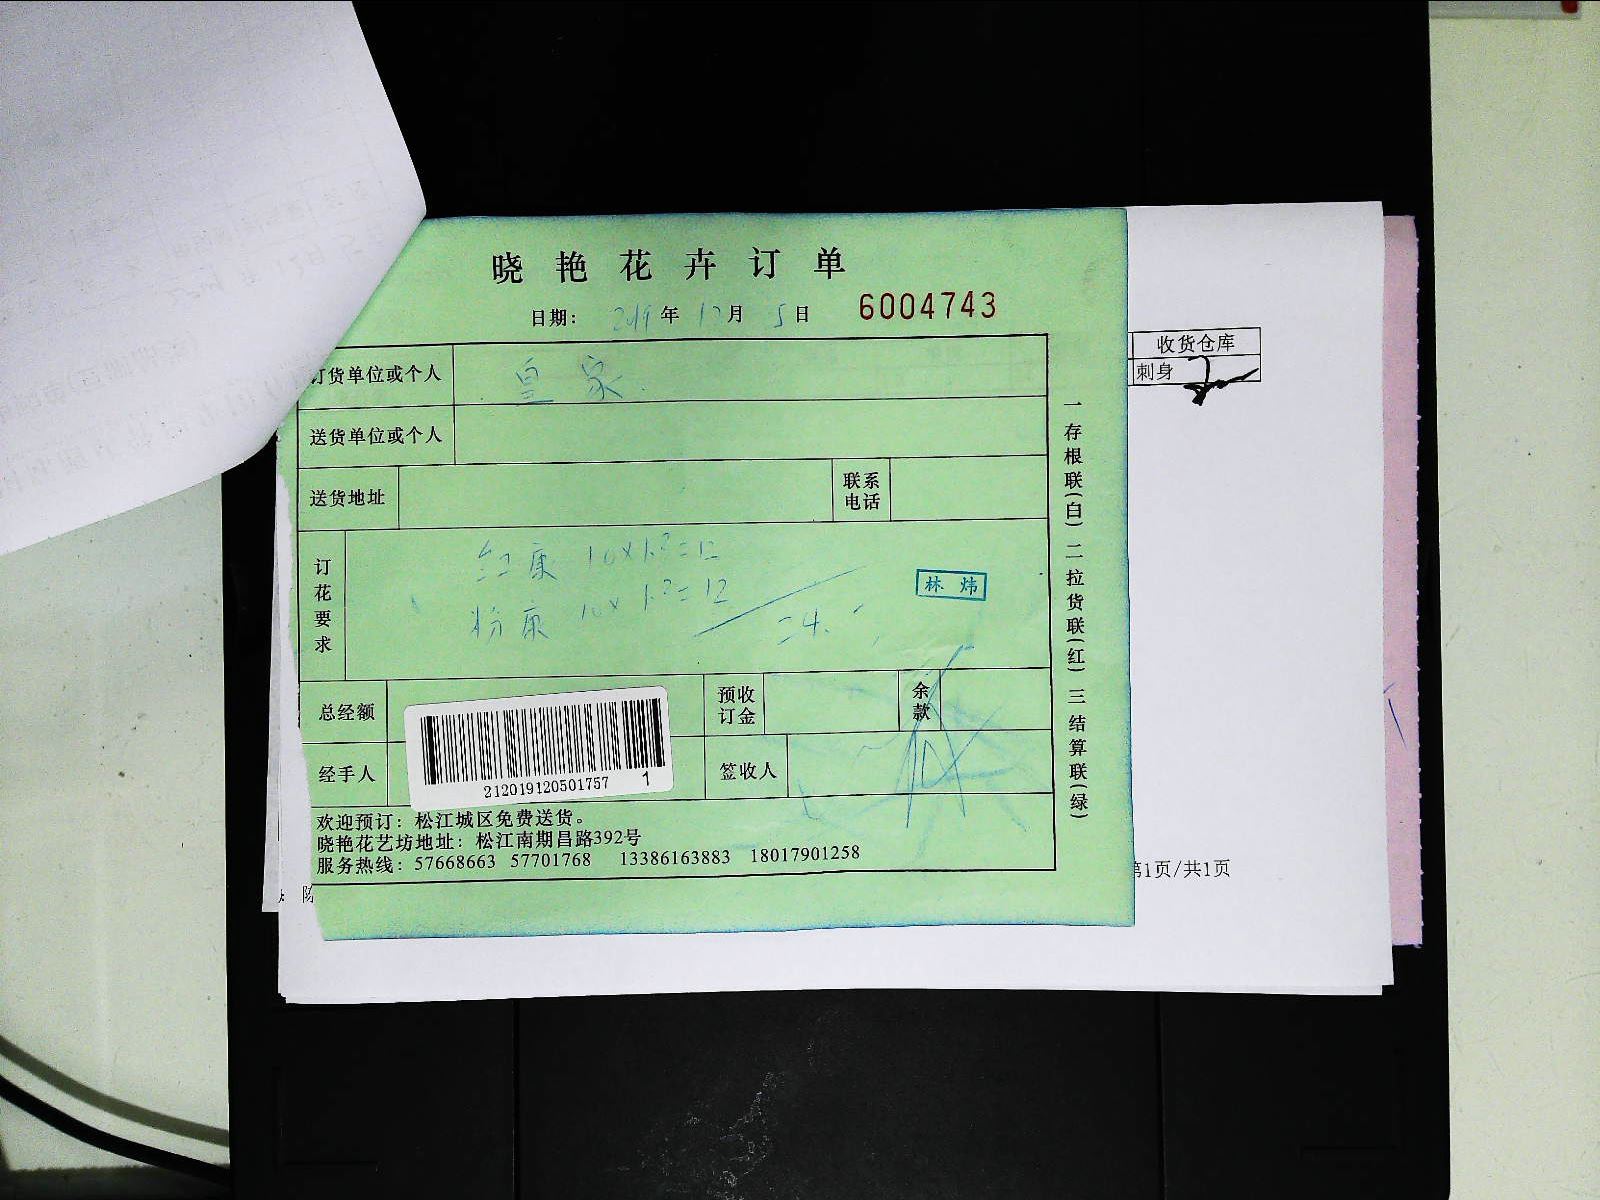 晓艳花卉订单
日期: 2019年12月5日 6004743
订货单位或个人 皇家
送货单位或个人
送货地址 联系电话
订花要求
红康 10×1.2=12
粉康 10×1.2=12
24.
林炜
总经额 预收订金 余款
经手人 签收人
212019120501757 1
欢迎预订: 松江城区免费送货。
晓艳花艺坊地址: 松江南期昌路392号
服务热线: 57668663 57701768 13386163883 18017901258
一存根联(白) 二拉货联(红) 三结算联(绿)
收货仓库
刺身
第1页/共1页
陈